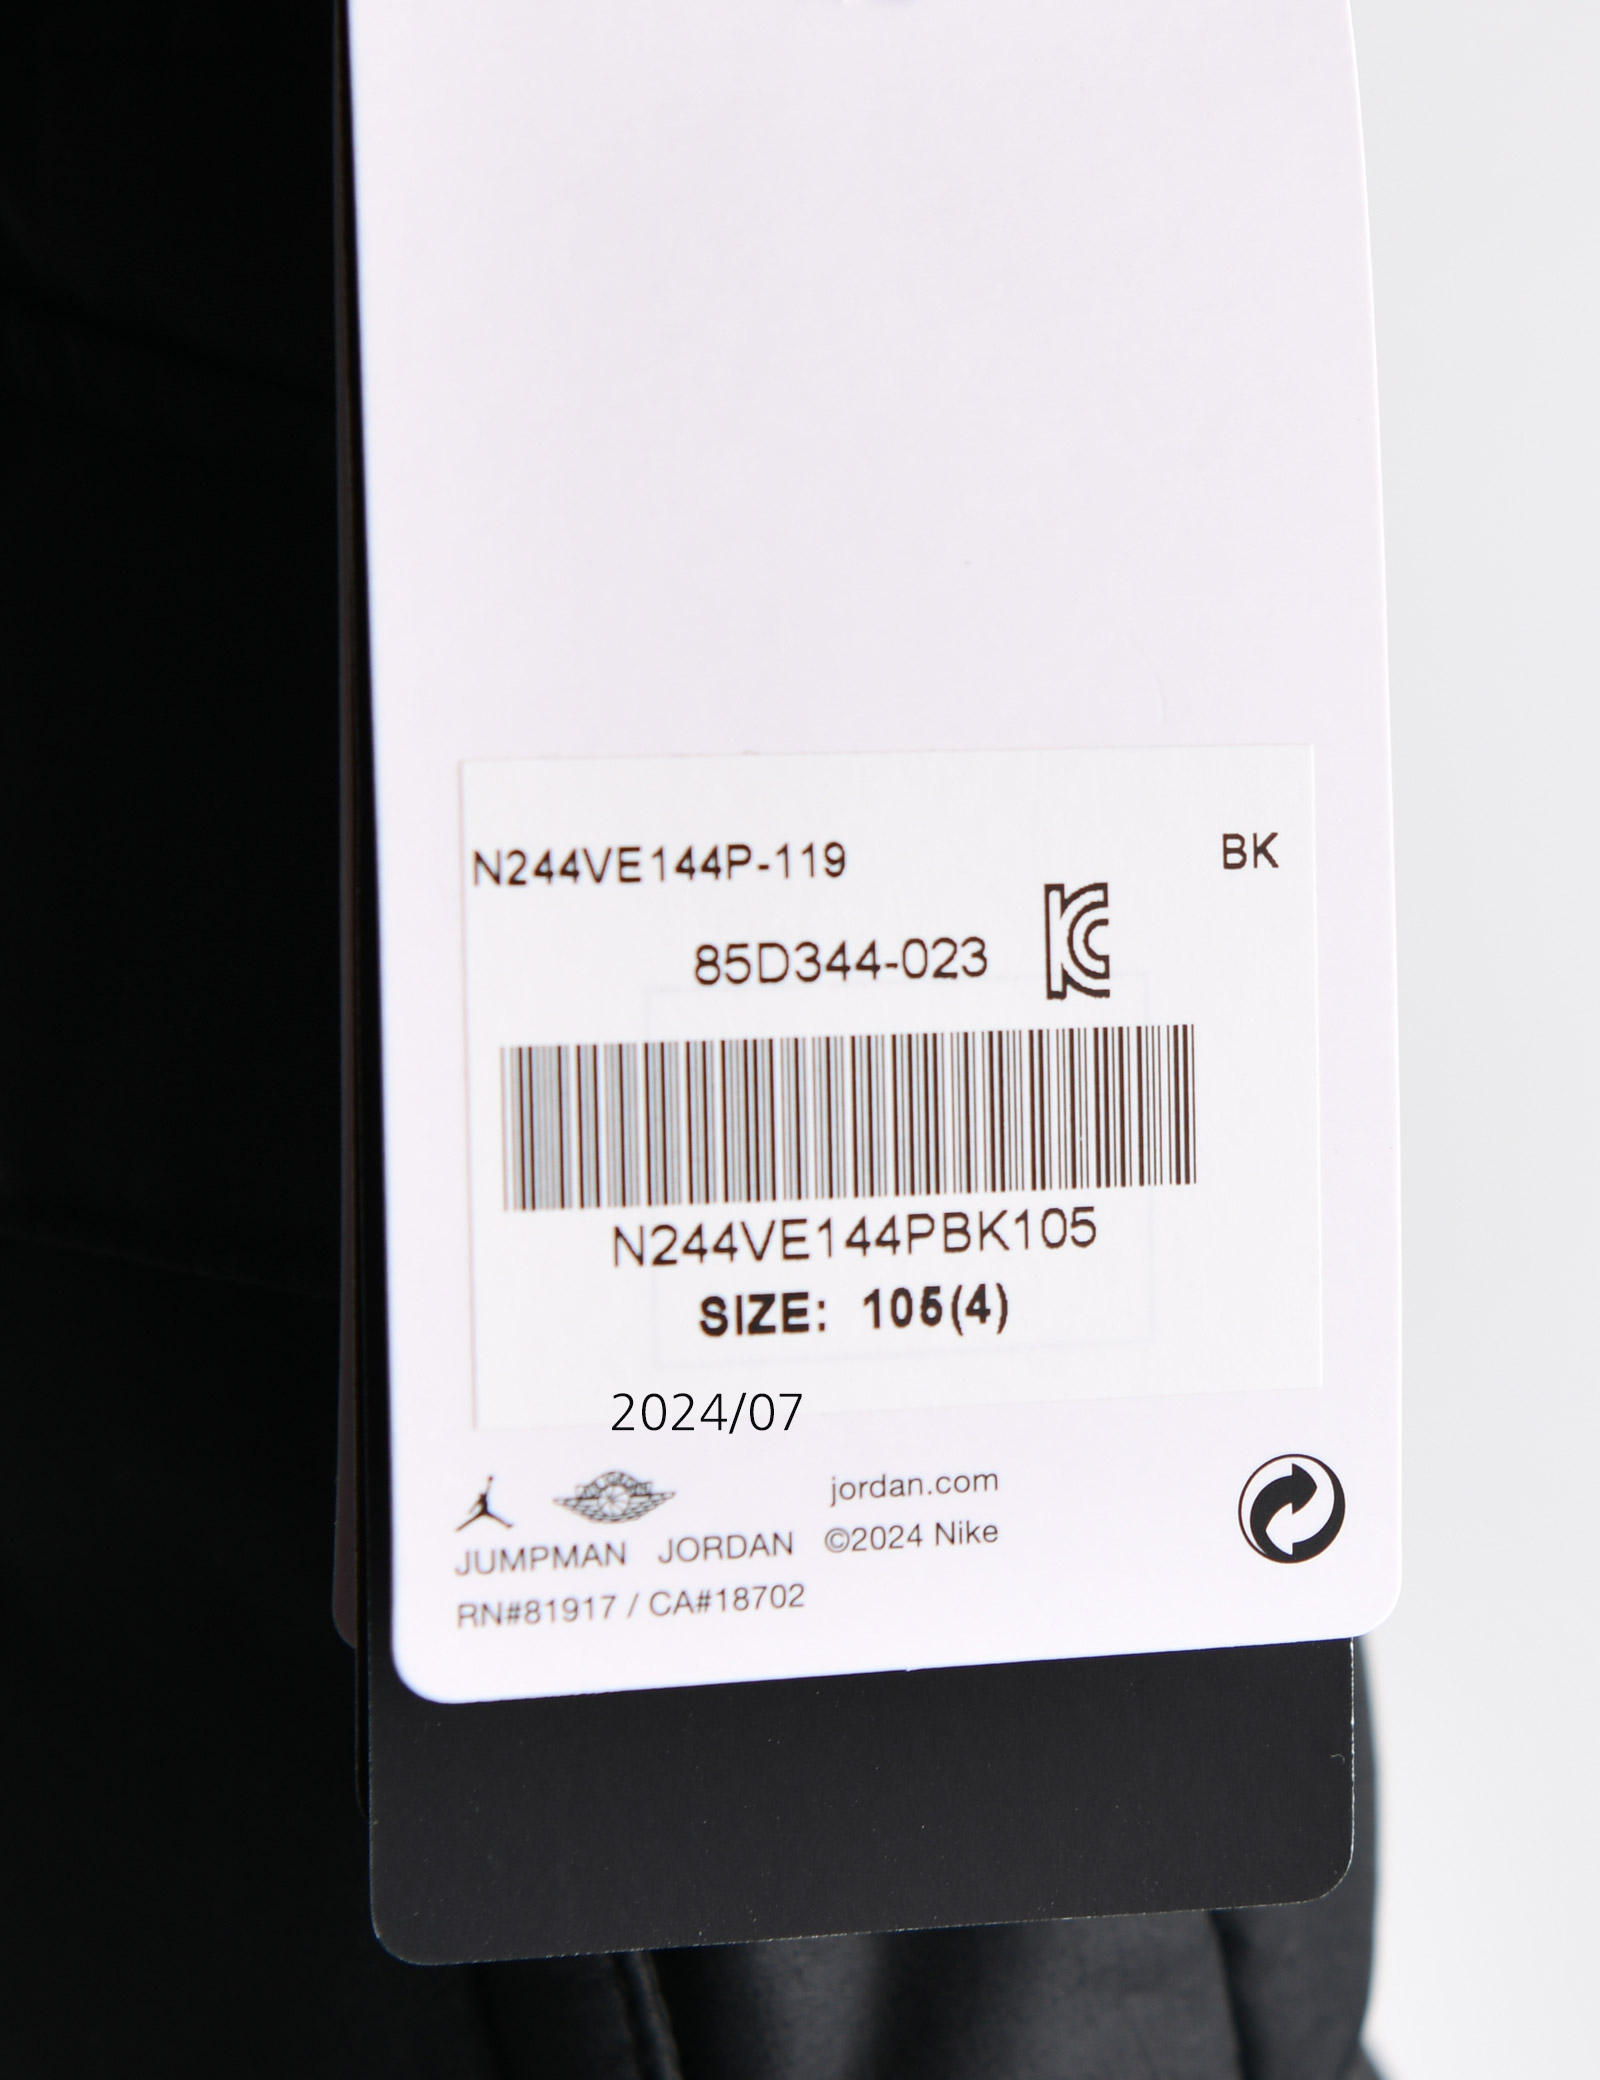 N244VE144P-119 BK
85D344-023
N244VE144PBK105
SIZE: 105(4)
2024/07
jordan.com
JUMPMAN JORDAN ©2024 Nike
RN#81917 / CA#18702